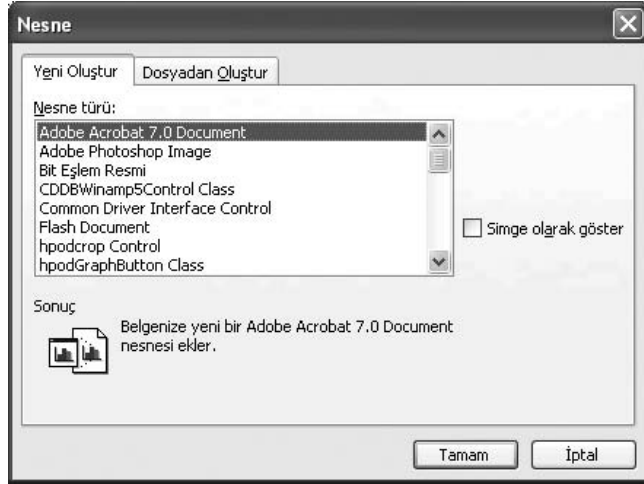 Nesne
Yeni Oluştur
Dosyadan Oluştur
Nesne türü:
Adobe Acrobat 7.0 Document
Adobe Photoshop Image
Bit Eşlem Resmi
CDDBWinamp5Control Class
Common Driver Interface Control
Flash Document
hpodcrop Control
hpodGraphButton Class
Simge olarak göster
Sonuç
Belgenize yeni bir Adobe Acrobat 7.0 Document
nesnesi ekler.
Tamam
İptal